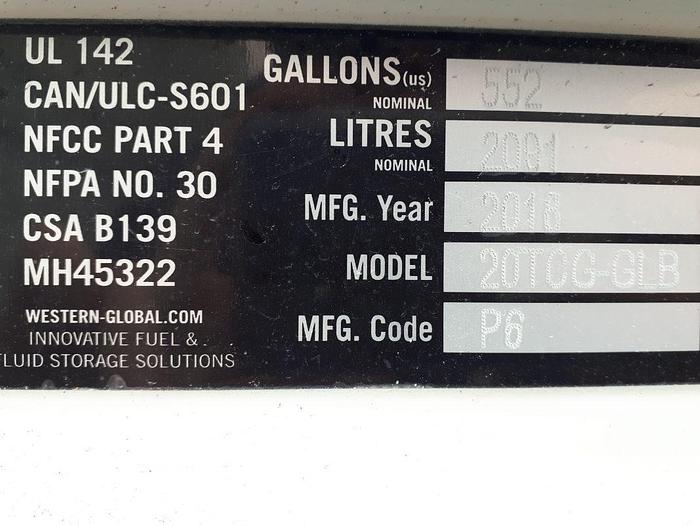 UL 142
CAN/ULC-S601
NFCC PART 4
NFPA NO. 30
CSA B139
MH45322
WESTERN-GLOBAL.COM
INNOVATIVE FUEL &
FLUID STORAGE SOLUTIONS
GALLONS(us) 552
NOMINAL
LITRES 2091
NOMINAL
MFG. Year 2018
MODEL 20TCG-GLB
MFG. Code P6